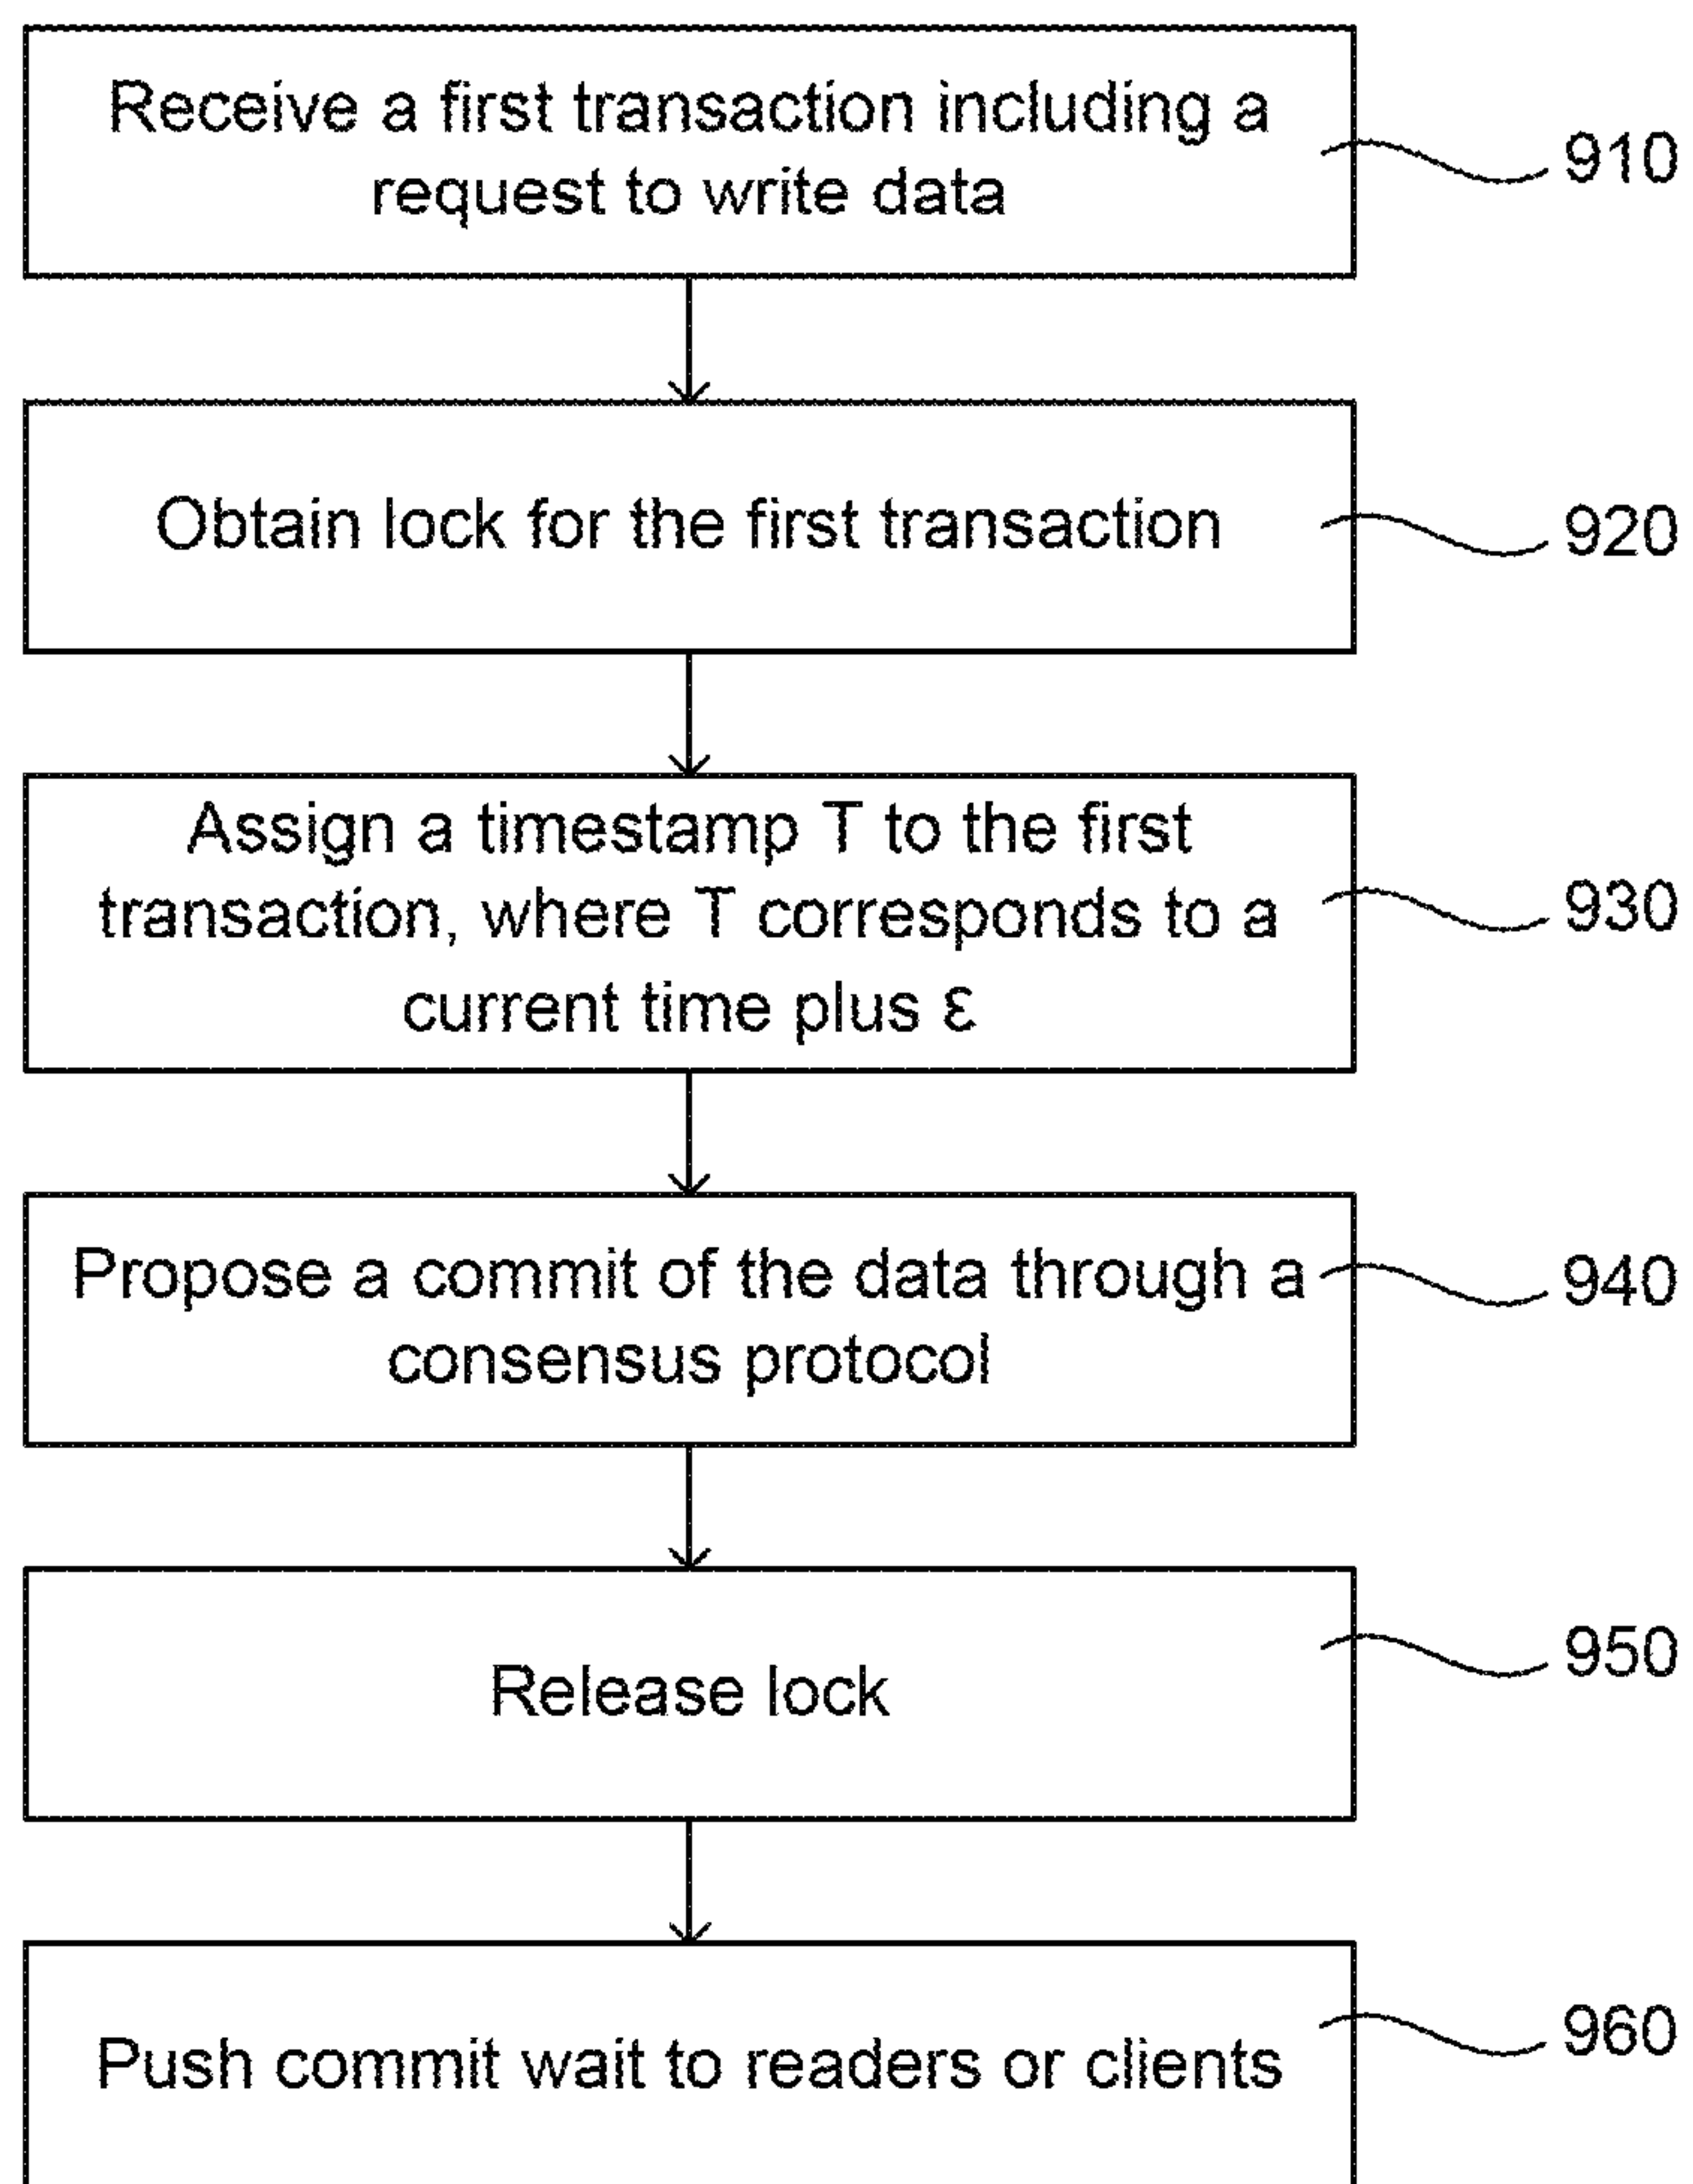 Receive a first transaction including a
request to write data
910
Obtain lock for the first transaction
920
Assign a timestamp T to the first
transaction, where T corresponds to a
current time plus ε
930
Propose a commit of the data through a
consensus protocol
940
Release lock
950
Push commit wait to readers or clients
960